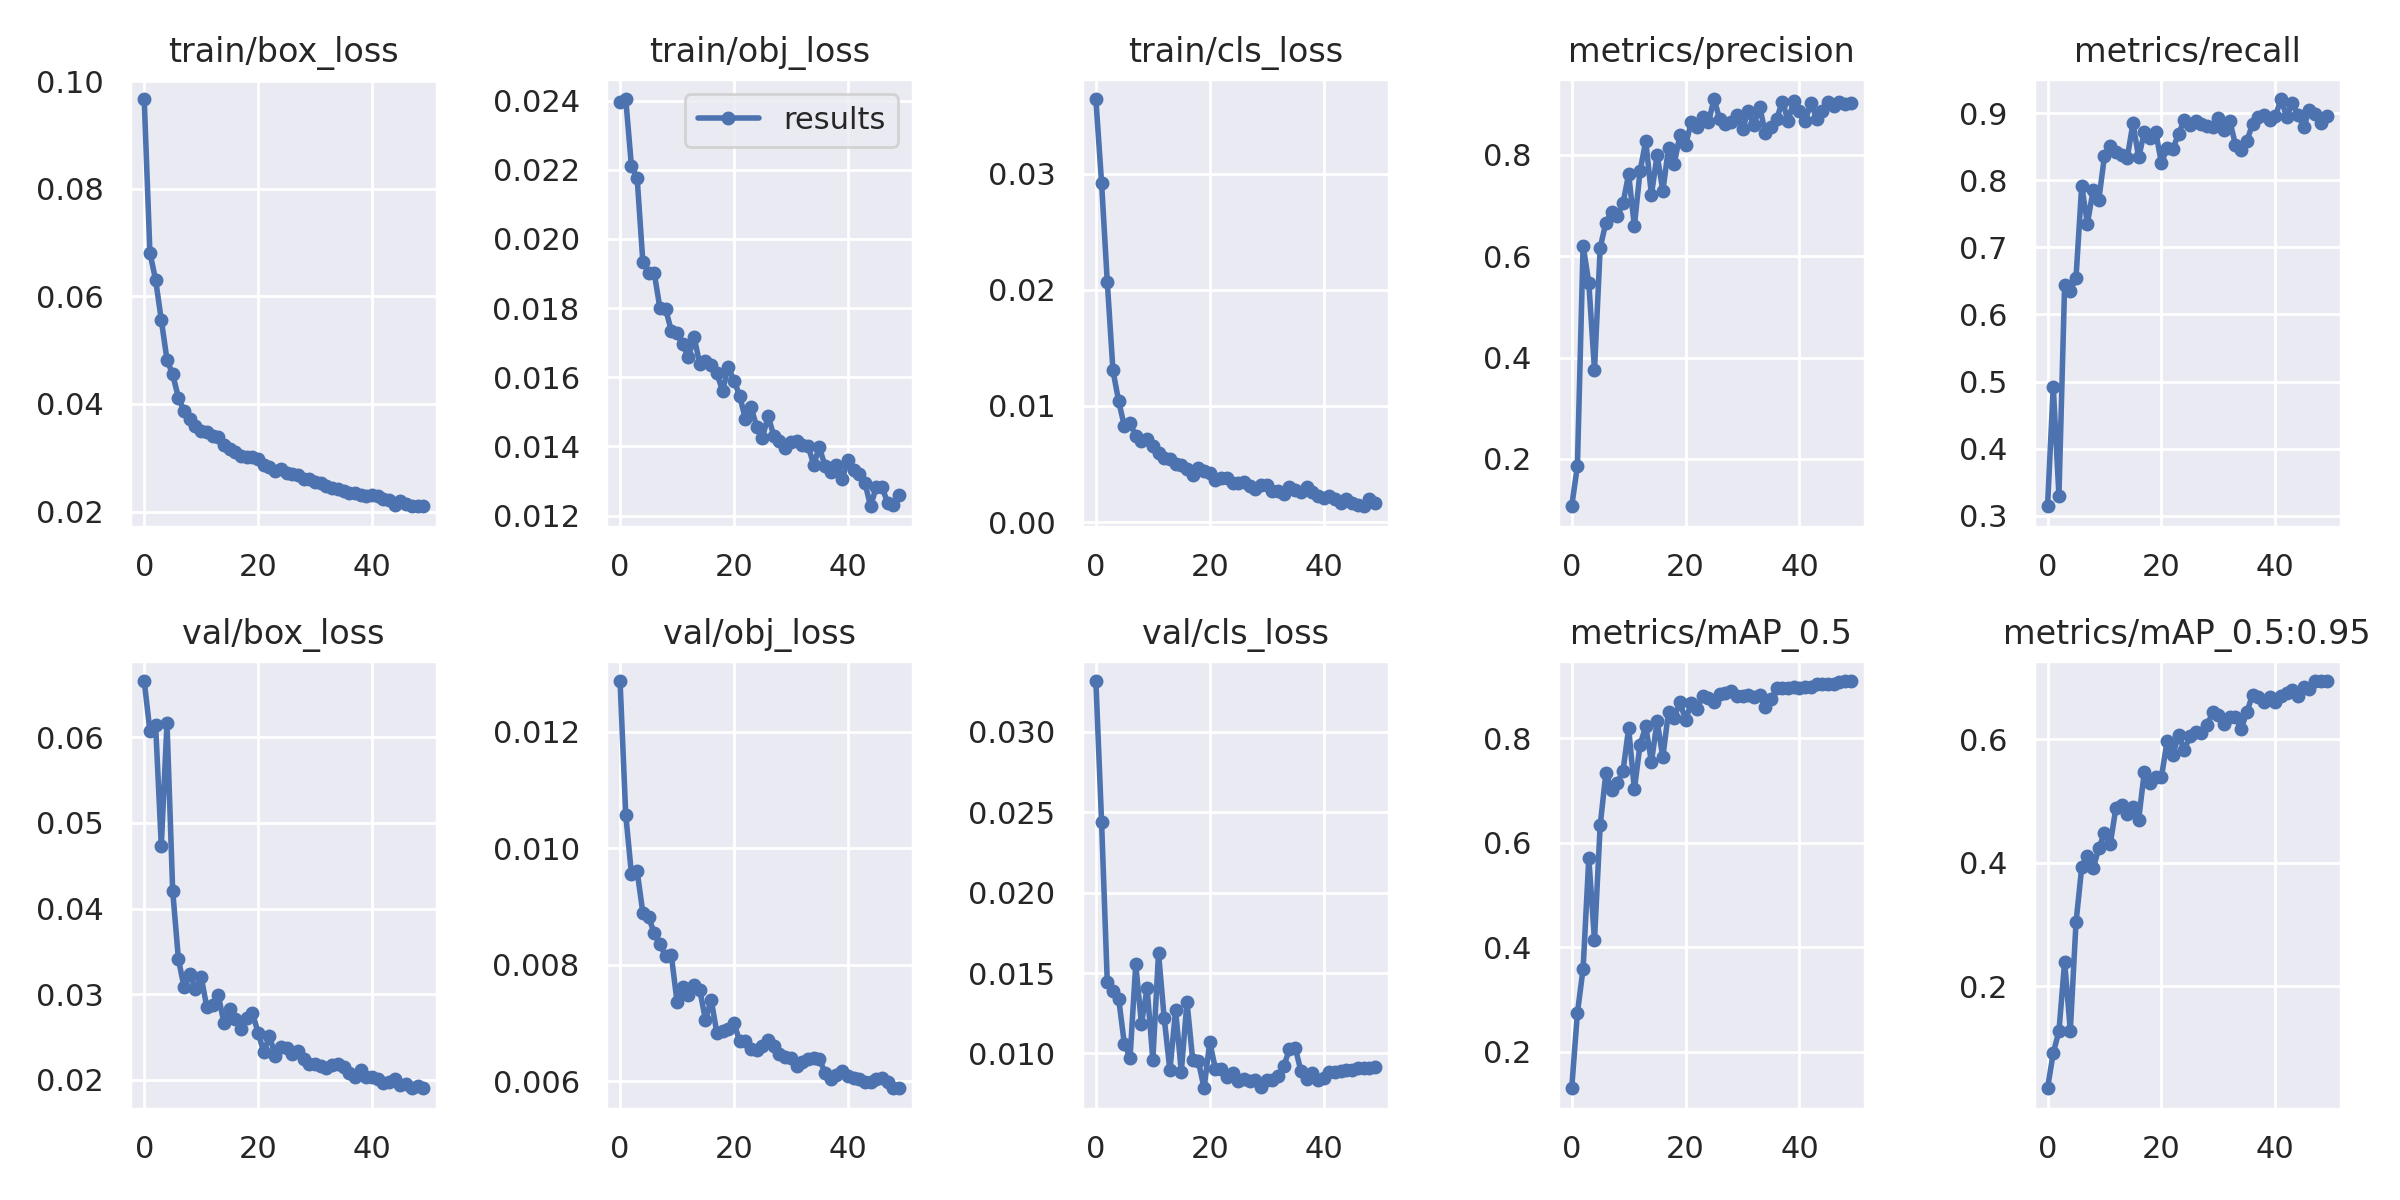 train/box_loss
0.10
0.08
0.06
0.04
0.02
0 20 40
train/obj_loss
results
0.024
0.022
0.020
0.018
0.016
0.014
0.012
0 20 40
train/cls_loss
0.03
0.02
0.01
0.00
0 20 40
metrics/precision
0.8
0.6
0.4
0.2
0 20 40
metrics/recall
0.9
0.8
0.7
0.6
0.5
0.4
0.3
0 20 40
val/box_loss
0.06
0.05
0.04
0.03
0.02
0 20 40
val/obj_loss
0.012
0.010
0.008
0.006
0 20 40
val/cls_loss
0.030
0.025
0.020
0.015
0.010
0 20 40
metrics/mAP_0.5
0.8
0.6
0.4
0.2
0 20 40
metrics/mAP_0.5:0.95
0.6
0.4
0.2
0 20 40